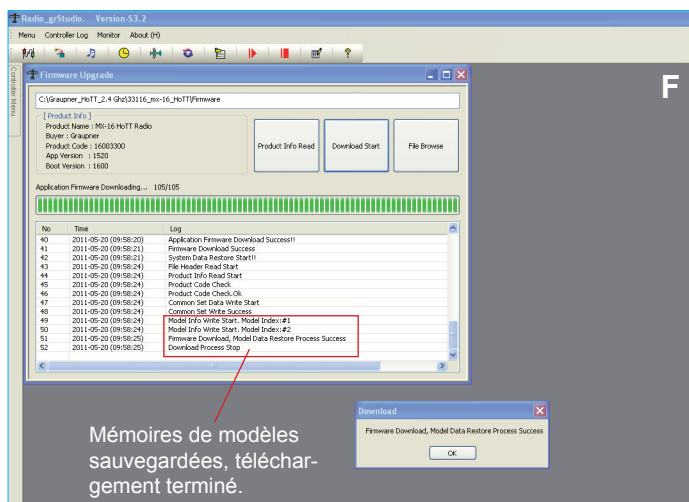 Radio_grStudio. Version-S3.2
Menu Controller Log Monitor About (H)
F
Controller Menu
Firmware Upgrade
C:\Graupner_HoTT_2.4 Ghz\33116_mx-16_HoTT\Firmware
[ Product Info ]
Product Name : MX-16 HoTT Radio
Buyer : Graupner
Product Code : 16003300
App Version : 1520
Boot Version : 1600
Product Info Read Download Start File Browse
Application Firmware Downloading... 105/105
No Time Log
40 2011-05-20 (09:58:20) Application Firmware Download Success!!
41 2011-05-20 (09:58:21) Firmware Download Success
42 2011-05-20 (09:58:21) System Data Restore Start!!
43 2011-05-20 (09:58:24) File Header Read Start
44 2011-05-20 (09:58:24) Product Info Read Start
45 2011-05-20 (09:58:24) Product Code Check
46 2011-05-20 (09:58:24) Product Code Check.Ok
47 2011-05-20 (09:58:24) Common Set Data Write Start
48 2011-05-20 (09:58:24) Common Set Write Success
49 2011-05-20 (09:58:24) Model Info Write Start. Model Index:#1
50 2011-05-20 (09:58:24) Model Info Write Start. Model Index:#2
51 2011-05-20 (09:58:25) Firmware Download, Model Data Restore Process Success
52 2011-05-20 (09:58:25) Download Process Stop
Download
Firmware Download, Model Data Restore Process Success
OK
Mémoires de modèles
sauvegardées, téléchar-
gement terminé.